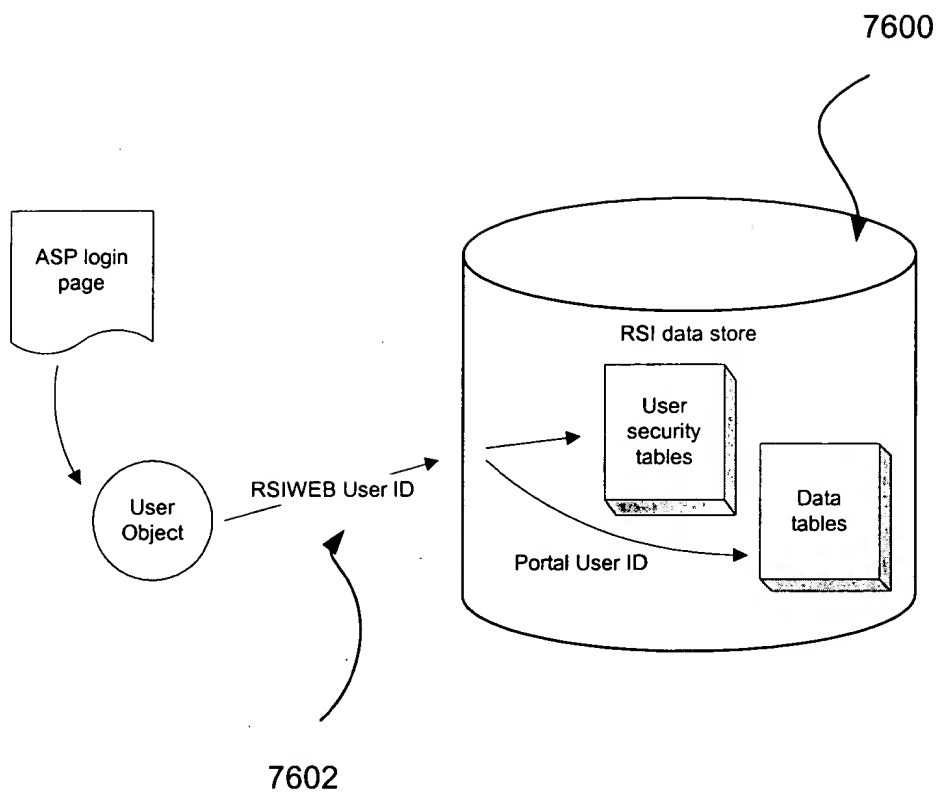 7600
ASP login
page
RSI data store
User
security
tables
RSIWEB User ID
User
Object
Data
tables
Portal User ID
7602